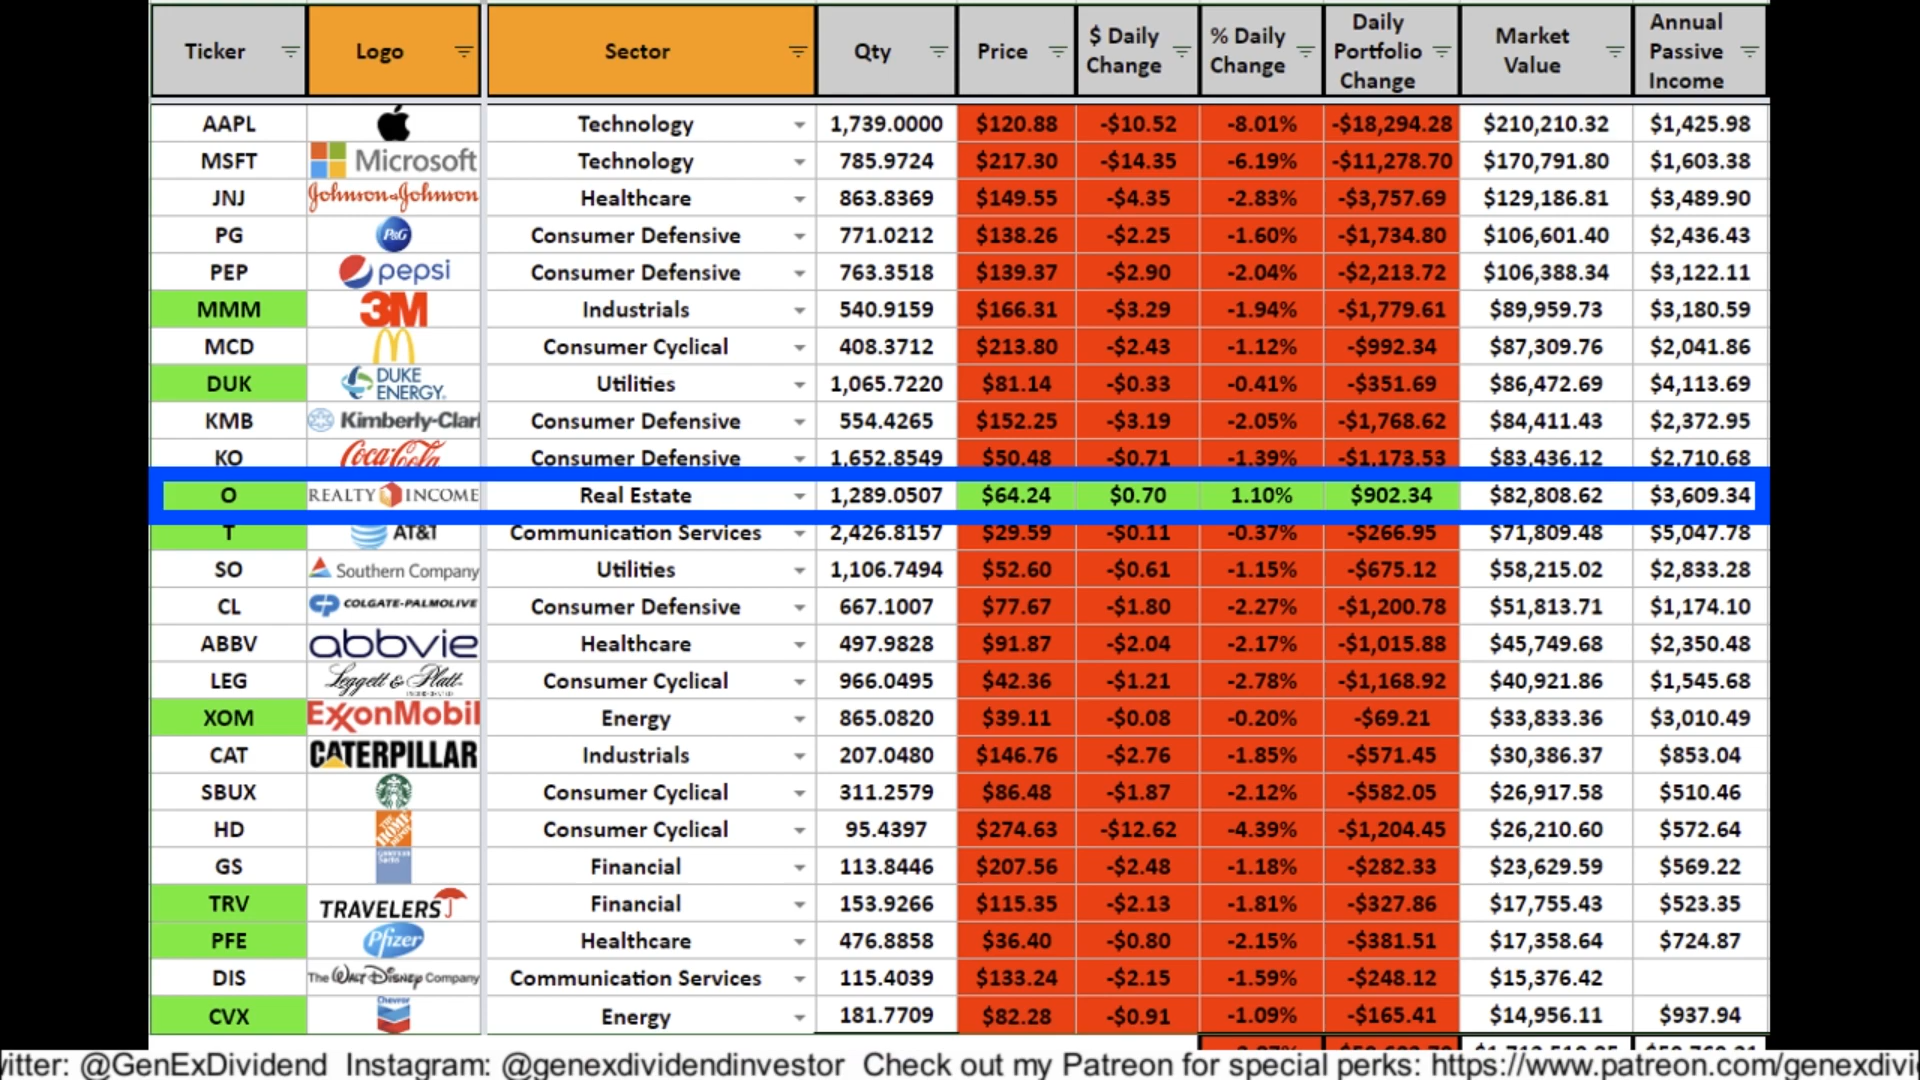 Ticker Logo Sector Qty Price $ Daily Change % Daily Change Daily Portfolio Change Market Value Annual Passive Income
AAPL Technology 1,739.0000 $120.88 -$10.52 -8.01% -$18,294.28 $210,210.32 $1,425.98
MSFT Microsoft Technology 785.9724 $217.30 -$14.35 -6.19% -$11,278.70 $170,791.80 $1,603.38
JNJ Johnson & Johnson Healthcare 863.8369 $149.55 -$4.35 -2.83% -$3,757.69 $129,186.81 $3,489.90
PG P&G Consumer Defensive 771.0212 $138.26 -$2.25 -1.60% -$1,734.80 $106,601.40 $2,436.43
PEP pepsi Consumer Defensive 763.3518 $139.37 -$2.90 -2.04% -$2,213.72 $106,388.34 $3,122.11
MMM 3M Industrials 540.9159 $166.31 -$3.29 -1.94% -$1,779.61 $89,959.73 $3,180.59
MCD Consumer Cyclical 408.3712 $213.80 -$2.43 -1.12% -$992.34 $87,309.76 $2,041.86
DUK DUKE ENERGY Utilities 1,065.7220 $81.14 -$0.33 -0.41% -$351.69 $86,472.69 $4,113.69
KMB Kimberly-Clar Consumer Defensive 554.4265 $152.25 -$3.19 -2.05% -$1,768.62 $84,411.43 $2,372.95
KO Coca-Cola Consumer Defensive 1,652.8549 $50.48 -$0.71 -1.39% -$1,173.53 $83,436.12 $2,710.68
O REALTY INCOME Real Estate 1,289.0507 $64.24 $0.70 1.10% $902.34 $82,808.62 $3,609.34
T AT&T Communication Services 2,426.8157 $29.59 -$0.11 -0.37% -$266.95 $71,809.48 $5,047.78
SO Southern Company Utilities 1,106.7494 $52.60 -$0.61 -1.15% -$675.12 $58,215.02 $2,833.28
CL COLGATE-PALMOLIVE Consumer Defensive 667.1007 $77.67 -$1.80 -2.27% -$1,200.78 $51,813.71 $1,174.10
ABBV abbvie Healthcare 497.9828 $91.87 -$2.04 -2.17% -$1,015.88 $45,749.68 $2,350.48
LEG Leggett & Platt Consumer Cyclical 966.0495 $42.36 -$1.21 -2.78% -$1,168.92 $40,921.86 $1,545.68
XOM ExxonMobil Energy 865.0820 $39.11 -$0.08 -0.20% -$69.21 $33,833.36 $3,010.49
CAT CATERPILLAR Industrials 207.0480 $146.76 -$2.76 -1.85% -$571.45 $30,386.37 $853.04
SBUX Consumer Cyclical 311.2579 $86.48 -$1.87 -2.12% -$582.05 $26,917.58 $510.46
HD THE HOME DEPOT Consumer Cyclical 95.4397 $274.63 -$12.62 -4.39% -$1,204.45 $26,210.60 $572.64
GS Goldman Sachs Financial 113.8446 $207.56 -$2.48 -1.18% -$282.33 $23,629.59 $569.22
TRV TRAVELERS Financial 153.9266 $115.35 -$2.13 -1.81% -$327.86 $17,755.43 $523.35
PFE Pfizer Healthcare 476.8858 $36.40 -$0.80 -2.15% -$381.51 $17,358.64 $724.87
DIS The WALT DISNEY Company Communication Services 115.4039 $133.24 -$2.15 -1.59% -$248.12 $15,376.42
CVX Chevron Energy 181.7709 $82.28 -$0.91 -1.09% -$165.41 $14,956.11 $937.94
witter: @GenExDividend Instagram: @genexdividendinvestor Check out my Patreon for special perks: https://www.patreon.com/genexdivi